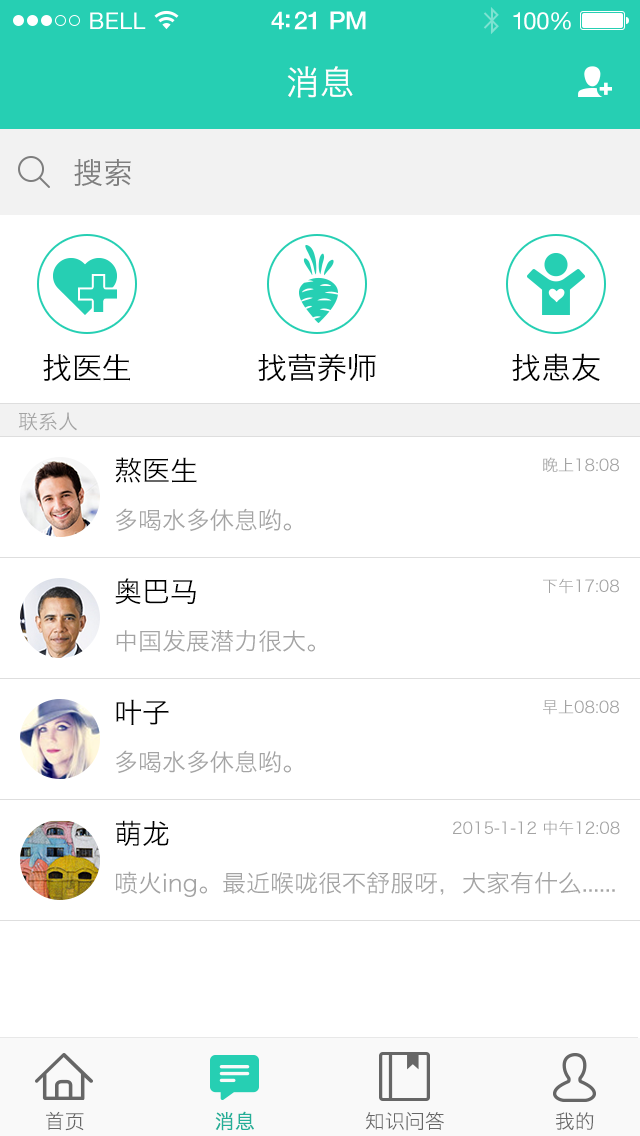 BELL 4:21 PM 100%
消息
搜索
找医生 找营养师 找患友
联系人
熬医生 晚上18:08
多喝水多休息哟。
奥巴马 下午17:08
中国发展潜力很大。
叶子 早上08:08
多喝水多休息哟。
萌龙 2015-1-12 中午12:08
喷火ing。最近喉咙很不舒服呀，大家有什么......
首页 消息 知识问答 我的